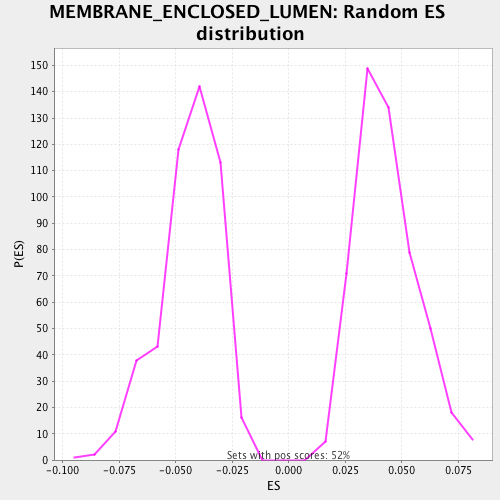 MEMBRANE_ENCLOSED_LUMEN: Random ES
distribution
150
140
130
120
110
100
90
80
70
60
50
40
30
20
10
0
P(ES)
Sets with pos scores: 52%
-0.100 -0.075 -0.050 -0.025 0.000 0.025 0.050 0.075
ES